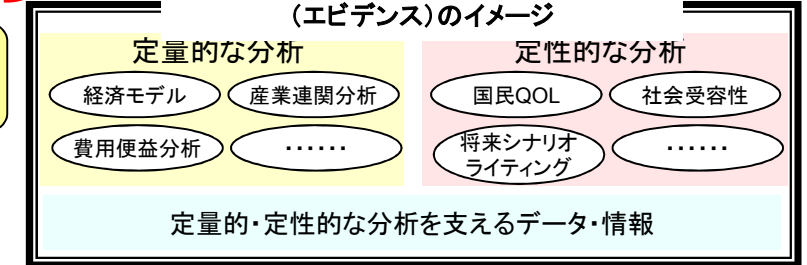 (エビデンス)のイメージ
定量的な分析
定性的な分析
経済モデル
産業連関分析
国民QOL
社会受容性
費用便益分析
・・・・・・
将来シナリオ
ライティング
・・・・・・
定量的・定性的な分析を支えるデータ・情報